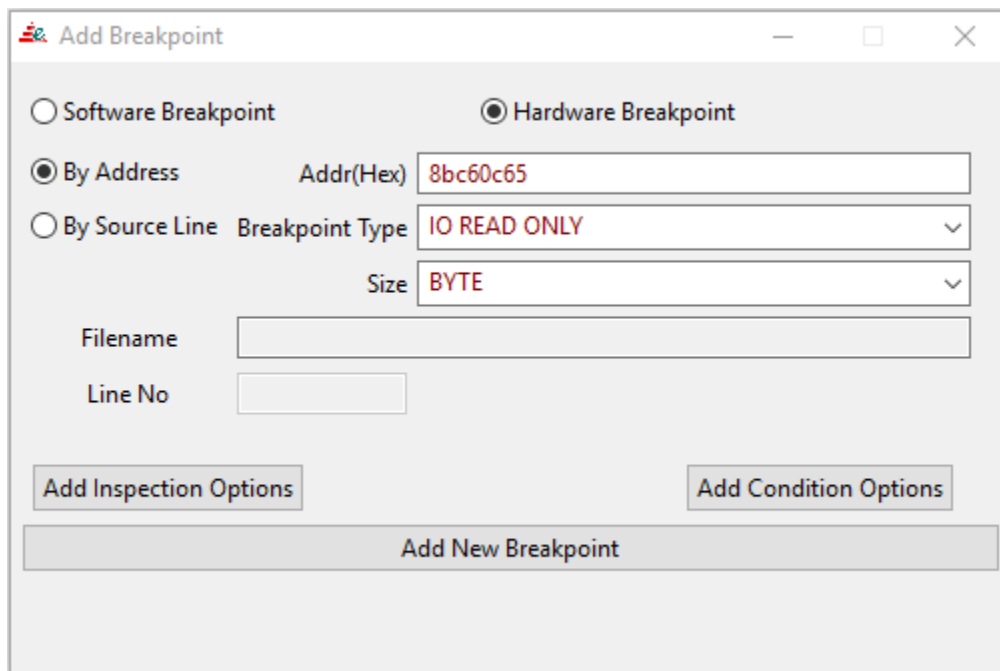 Add Breakpoint
Software Breakpoint Hardware Breakpoint
By Address Addr(Hex) 8bc60c65
By Source Line Breakpoint Type IO READ ONLY
Size BYTE
Filename
Line No
Add Inspection Options Add Condition Options
Add New Breakpoint